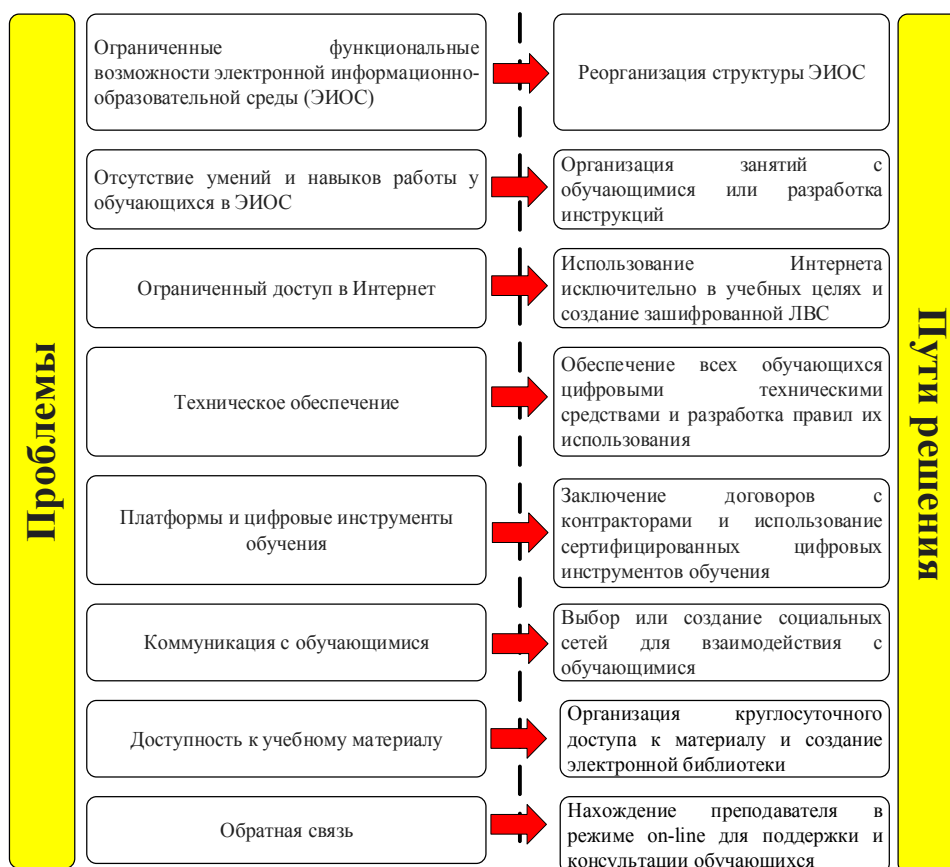 Проблемы
Ограниченные функциональные
возможности электронной информационно-
образовательной среды (ЭИОС)
Реорганизация структуры ЭИОС
Отсутствие умений и навыков работы у
обучающихся в ЭИОС
Организация занятий с
обучающимися или разработка
инструкций
Ограниченный доступ в Интернет
Использование Интернета
исключительно в учебных целях и
создание зашифрованной ЛВС
Техническое обеспечение
Обеспечение всех обучающихся
цифровыми техническими
средствами и разработка правил их
использования
Платформы и цифровые инструменты
обучения
Заключение договоров с
контракторами и использование
сертифицированных цифровых
инструментов обучения
Коммуникация с обучающимися
Выбор или создание социальных
сетей для взаимодействия с
обучающимися
Доступность к учебному материалу
Организация круглосуточного
доступа к материалу и создание
электронной библиотеки
Обратная связь
Нахождение преподавателя в
режиме on-line для поддержки и
консультации обучающихся
Пути решения